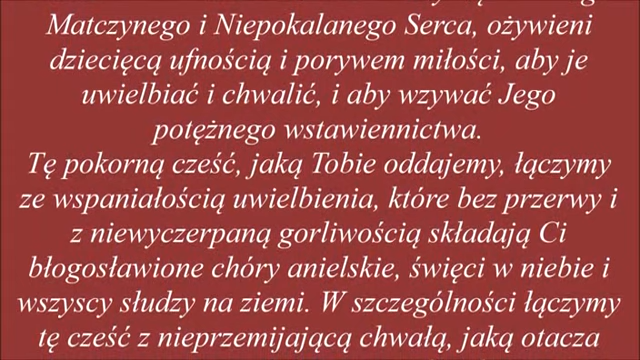 Matczynego i Niepokalanego Serca, ożywieni
dziecięcą ufnością i porywem miłości, aby je
uwielbiać i chwalić, i aby wzywać Jego
potężnego wstawiennictwa.
Tę pokorną cześć, jaką Tobie oddajemy, łączymy
ze wspaniałością uwielbienia, które bez przerwy i
z niewyczerpaną gorliwością składają Ci
błogosławione chóry anielskie, święci w niebie i
wszyscy słudzy na ziemi. W szczególności łączymy
tę cześć z nieprzemijającą chwałą, jaką otacza